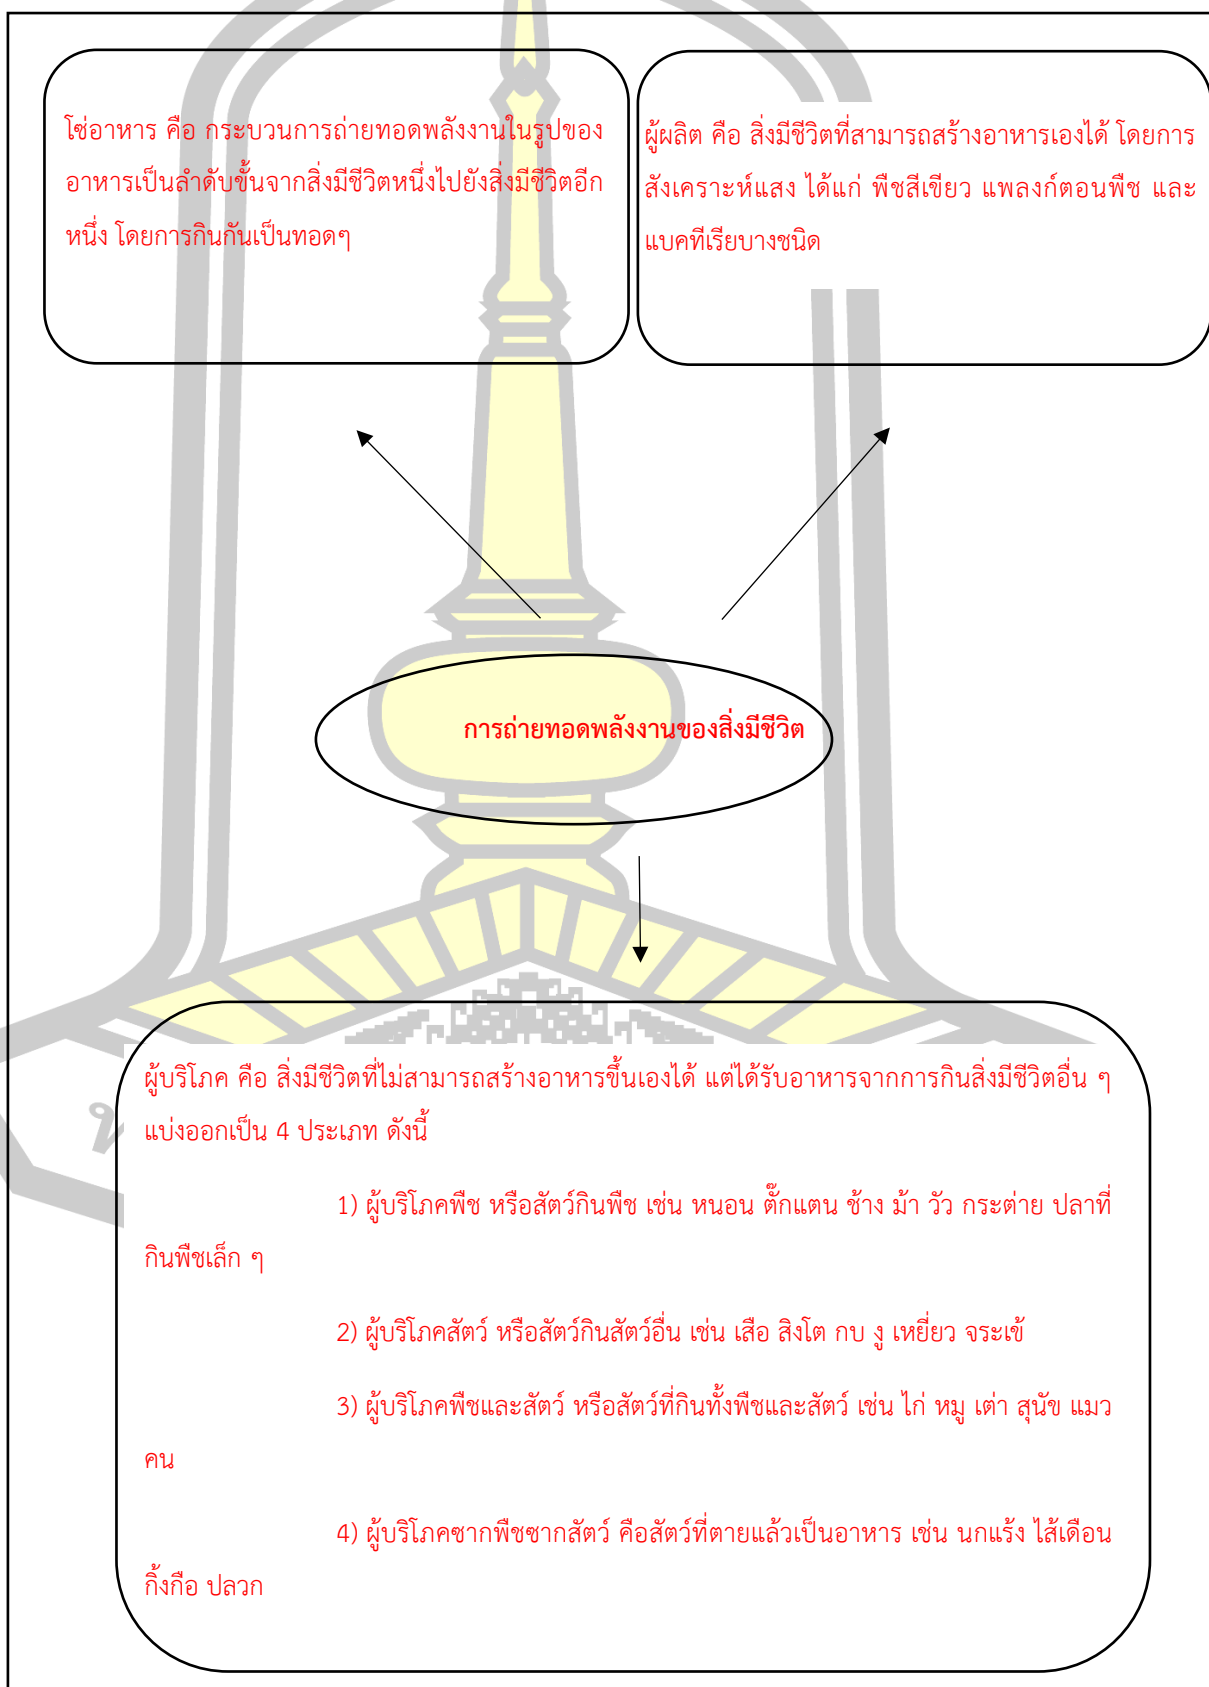 โซ่อาหาร คือ กระบวนการถ่ายทอดพลังงานในรูปของ
อาหารเป็นลำดับขั้นจากสิ่งมีชีวิตหนึ่งไปยังสิ่งมีชีวิตอีก
หนึ่ง โดยการกินกันเป็นทอดๆ
ผู้ผลิต คือ สิ่งมีชีวิตที่สามารถสร้างอาหารเองได้ โดยการ
สังเคราะห์แสง ได้แก่ พืชสีเขียว แพลงก์ตอนพืช และ
แบคทีเรียบางชนิด
การถ่ายทอดพลังงานของสิ่งมีชีวิต
ผู้บริโภค คือ สิ่งมีชีวิตที่ไม่สามารถสร้างอาหารขึ้นเองได้ แต่ได้รับอาหารจากการกินสิ่งมีชีวิตอื่น ๆ
แบ่งออกเป็น 4 ประเภท ดังนี้
1) ผู้บริโภคพืช หรือสัตว์กินพืช เช่น หนอน ตั๊กแตน ช้าง ม้า วัว กระต่าย ปลาที่
กินพืชเล็ก ๆ
2) ผู้บริโภคสัตว์ หรือสัตว์กินสัตว์อื่น เช่น เสือ สิงโต กบ งู เหยี่ยว จระเข้
3) ผู้บริโภคพืชและสัตว์ หรือสัตว์ที่กินทั้งพืชและสัตว์ เช่น ไก่ หมู เต่า สุนัข แมว
คน
4) ผู้บริโภคซากพืชซากสัตว์ คือสัตว์ที่ตายแล้วเป็นอาหาร เช่น นกแร้ง ไส้เดือน
กิ้งกือ ปลวก